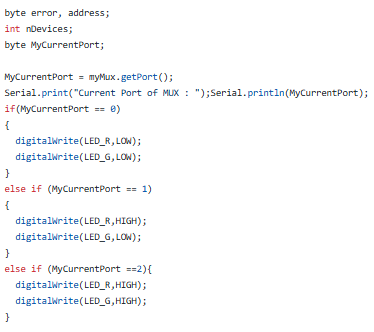 byte error, address;
int nDevices;
byte MyCurrentPort;

MyCurrentPort = myMux.getPort();
Serial.print("Current Port of MUX : ");Serial.println(MyCurrentPort);
if(MyCurrentPort == 0)
{
  digitalWrite(LED_R,LOW);
  digitalWrite(LED_G,LOW);
}
else if (MyCurrentPort == 1)
{
  digitalWrite(LED_R,HIGH);
  digitalWrite(LED_G,LOW);
}
else if (MyCurrentPort ==2){
  digitalWrite(LED_R,HIGH);
  digitalWrite(LED_G,HIGH);
}